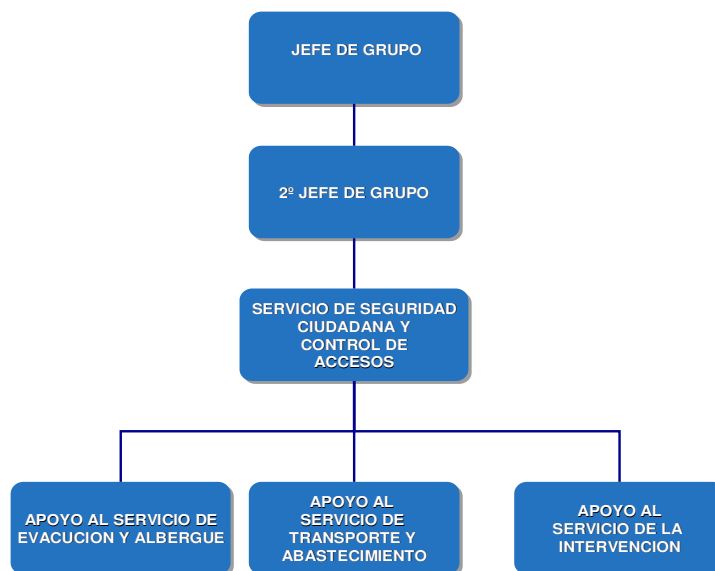 JEFE DE GRUPO
2º JEFE DE GRUPO
SERVICIO DE SEGURIDAD
CIUDADANA Y
CONTROL DE
ACCESOS
APOYO AL SERVICIO DE
EVACUCION Y ALBERGUE
APOYO AL
SERVICIO DE
TRANSPORTE Y
ABASTECIMIENTO
APOYO AL
SERVICIO DE LA
INTERVENCION